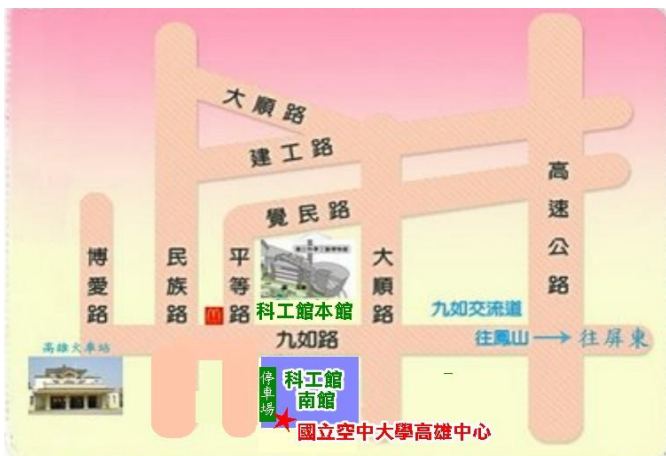 大順路
建工路
高速公路
覺民路
博愛路
民族路
平等路
大順路
科工館本館
九如交流道
九如路
往鳳山
往屏東
高雄火車站
停車場
科工館
南館
國立空中大學高雄中心